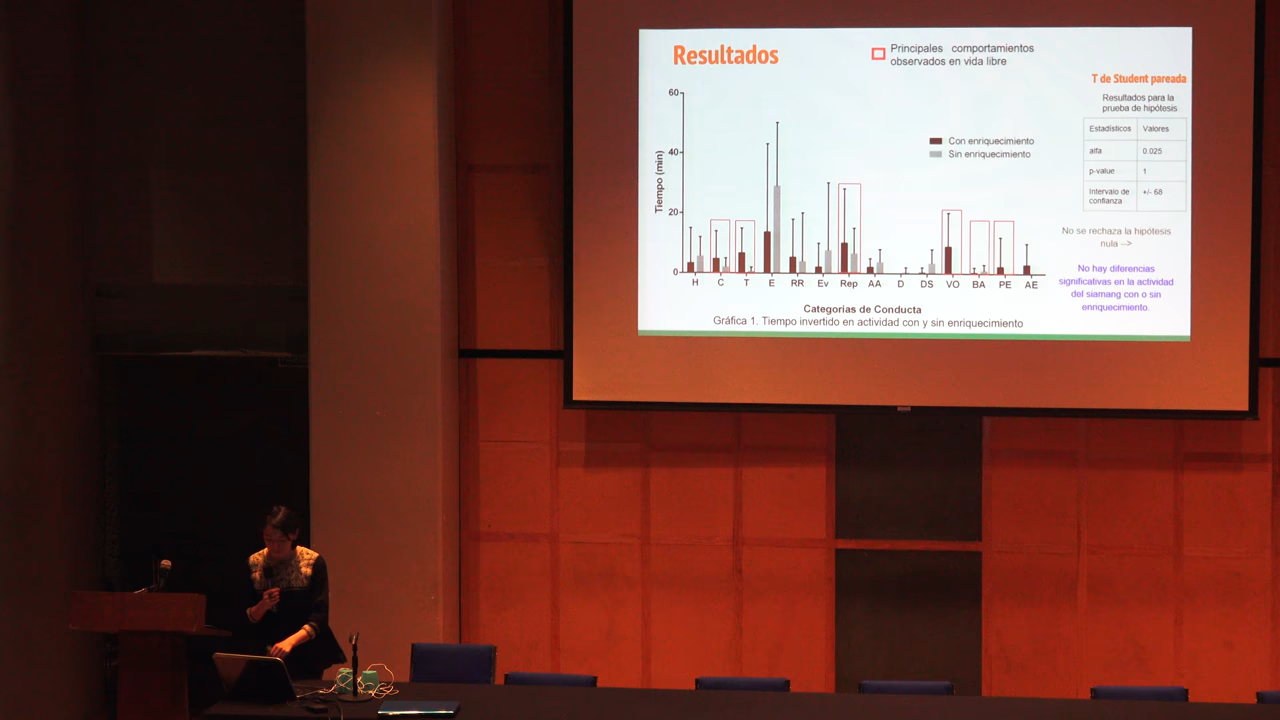 Resultados
Principales comportamientos
observados en vida libre
T de Student pareada
Resultados para la
prueba de hipótesis
Estadísticos Valores
alfa 0.025
p-value 1
Intervalo de
confianza
+/- 68
No se rechaza la hipótesis
nula -->
No hay diferencias
significativas en la actividad
del siamang con o sin
enriquecimiento.
Con enriquecimiento
Sin enriquecimiento
Tiempo (min)
60
40
20
0
H C T E RR Ev Rep AA D DS VO BA PE AE
Categorias de Conducta
Gráfica 1. Tiempo invertido en actividad con y sin enriquecimiento